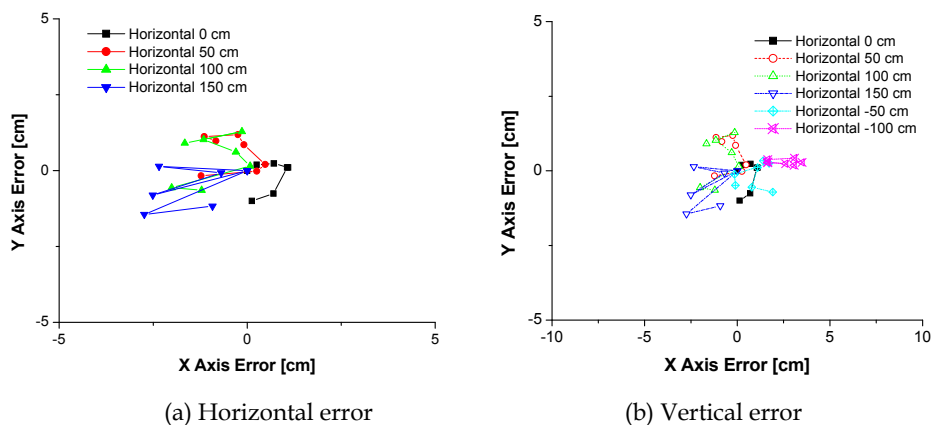 5
0
-5
-5
0
5
Y Axis Error [cm]
X Axis Error [cm]
Horizontal 0 cm
Horizontal 50 cm
Horizontal 100 cm
Horizontal 150 cm
(a) Horizontal error
5
0
-5
-10
-5
0
5
10
Y Axis Error [cm]
X Axis Error [cm]
Horizontal 0 cm
Horizontal 50 cm
Horizontal 100 cm
Horizontal 150 cm
Horizontal -50 cm
Horizontal -100 cm
(b) Vertical error